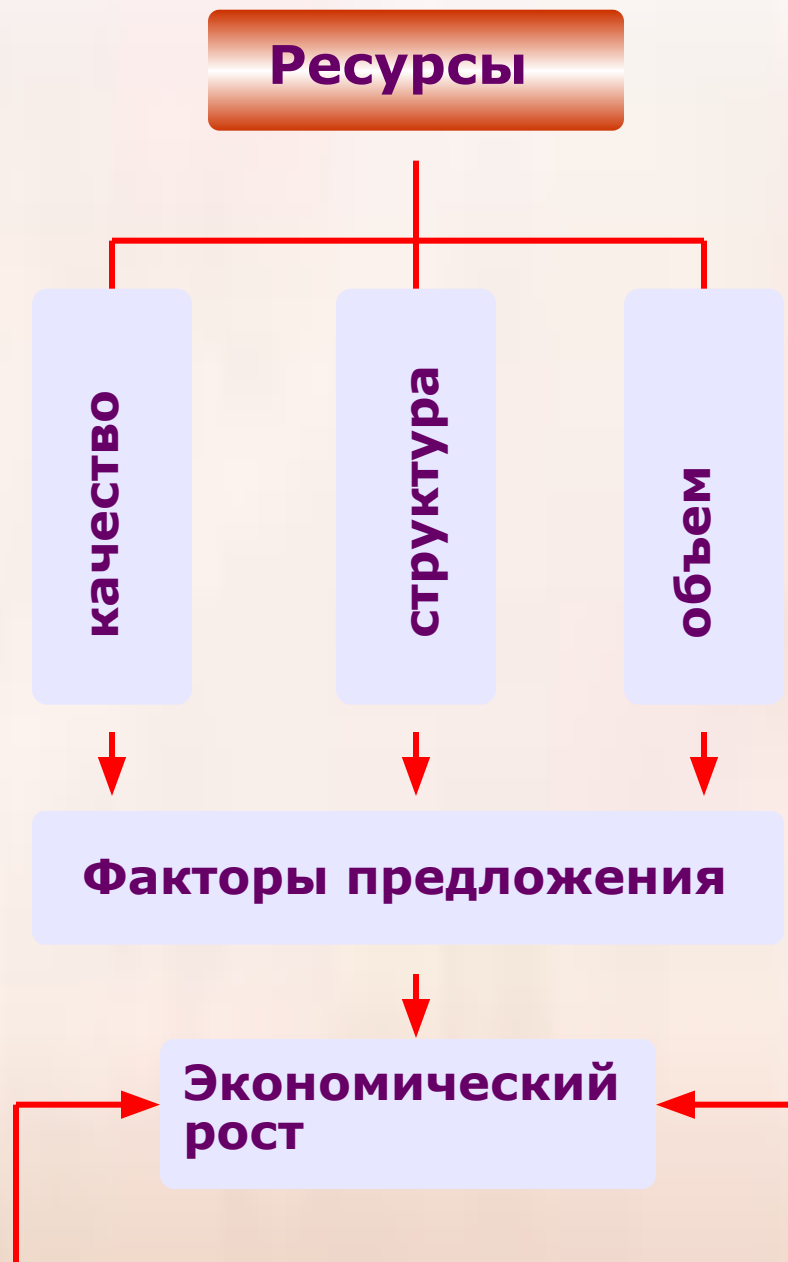 Ресурсы
качество
структура
объем
Факторы предложения
Экономический
рост